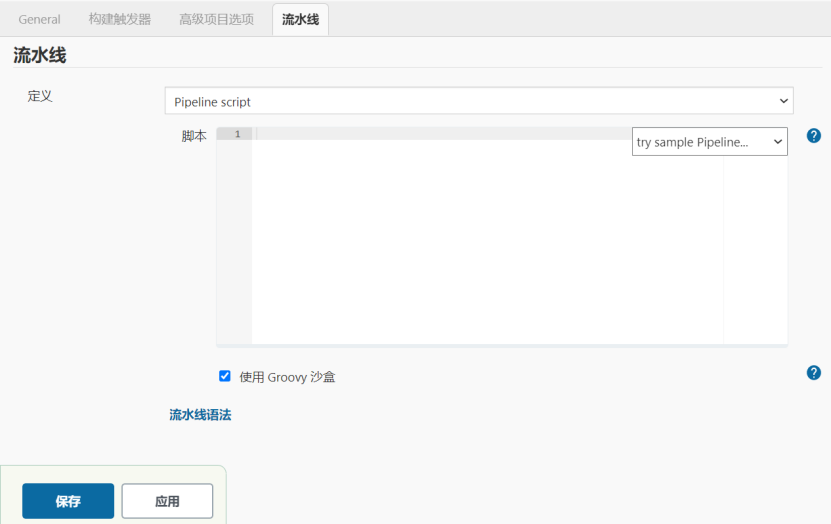 General 构建触发器 高级项目选项 流水线
流水线
定义 Pipeline script
脚本 1 try sample Pipeline...
使用 Groovy 沙盒
流水线语法
保存 应用